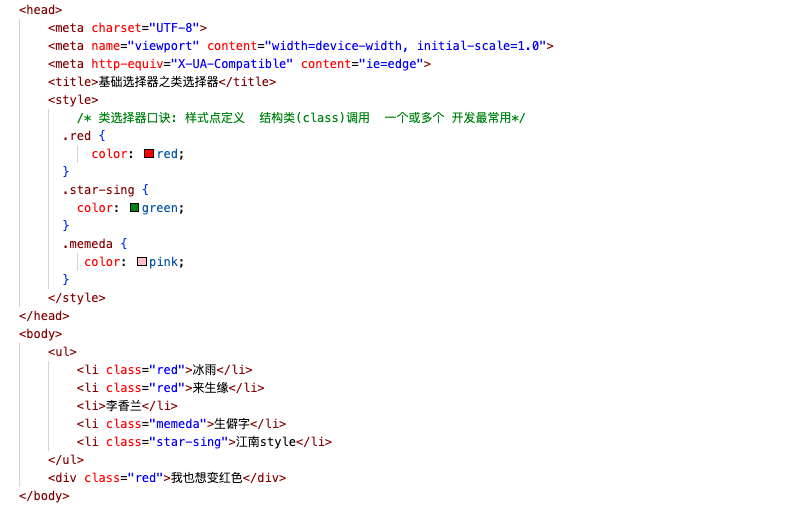 <head>
<meta charset="UTF-8">
<meta name="viewport" content="width=device-width, initial-scale=1.0">
<meta http-equiv="X-UA-Compatible" content="ie=edge">
<title>基础选择器之类选择器</title>
<style>
/* 类选择器口诀: 样式点定义  结构类(class)调用  一个或多个 开发最常用*/
.red {
color: red;
}
.star-sing {
color: green;
}
.memeda {
color: pink;
}
</style>
</head>
<body>
<ul>
<li class="red">冰雨</li>
<li class="red">来生缘</li>
<li>李香兰</li>
<li class="memeda">生僻字</li>
<li class="star-sing">江南style</li>
</ul>
<div class="red">我也想变红色</div>
</body>